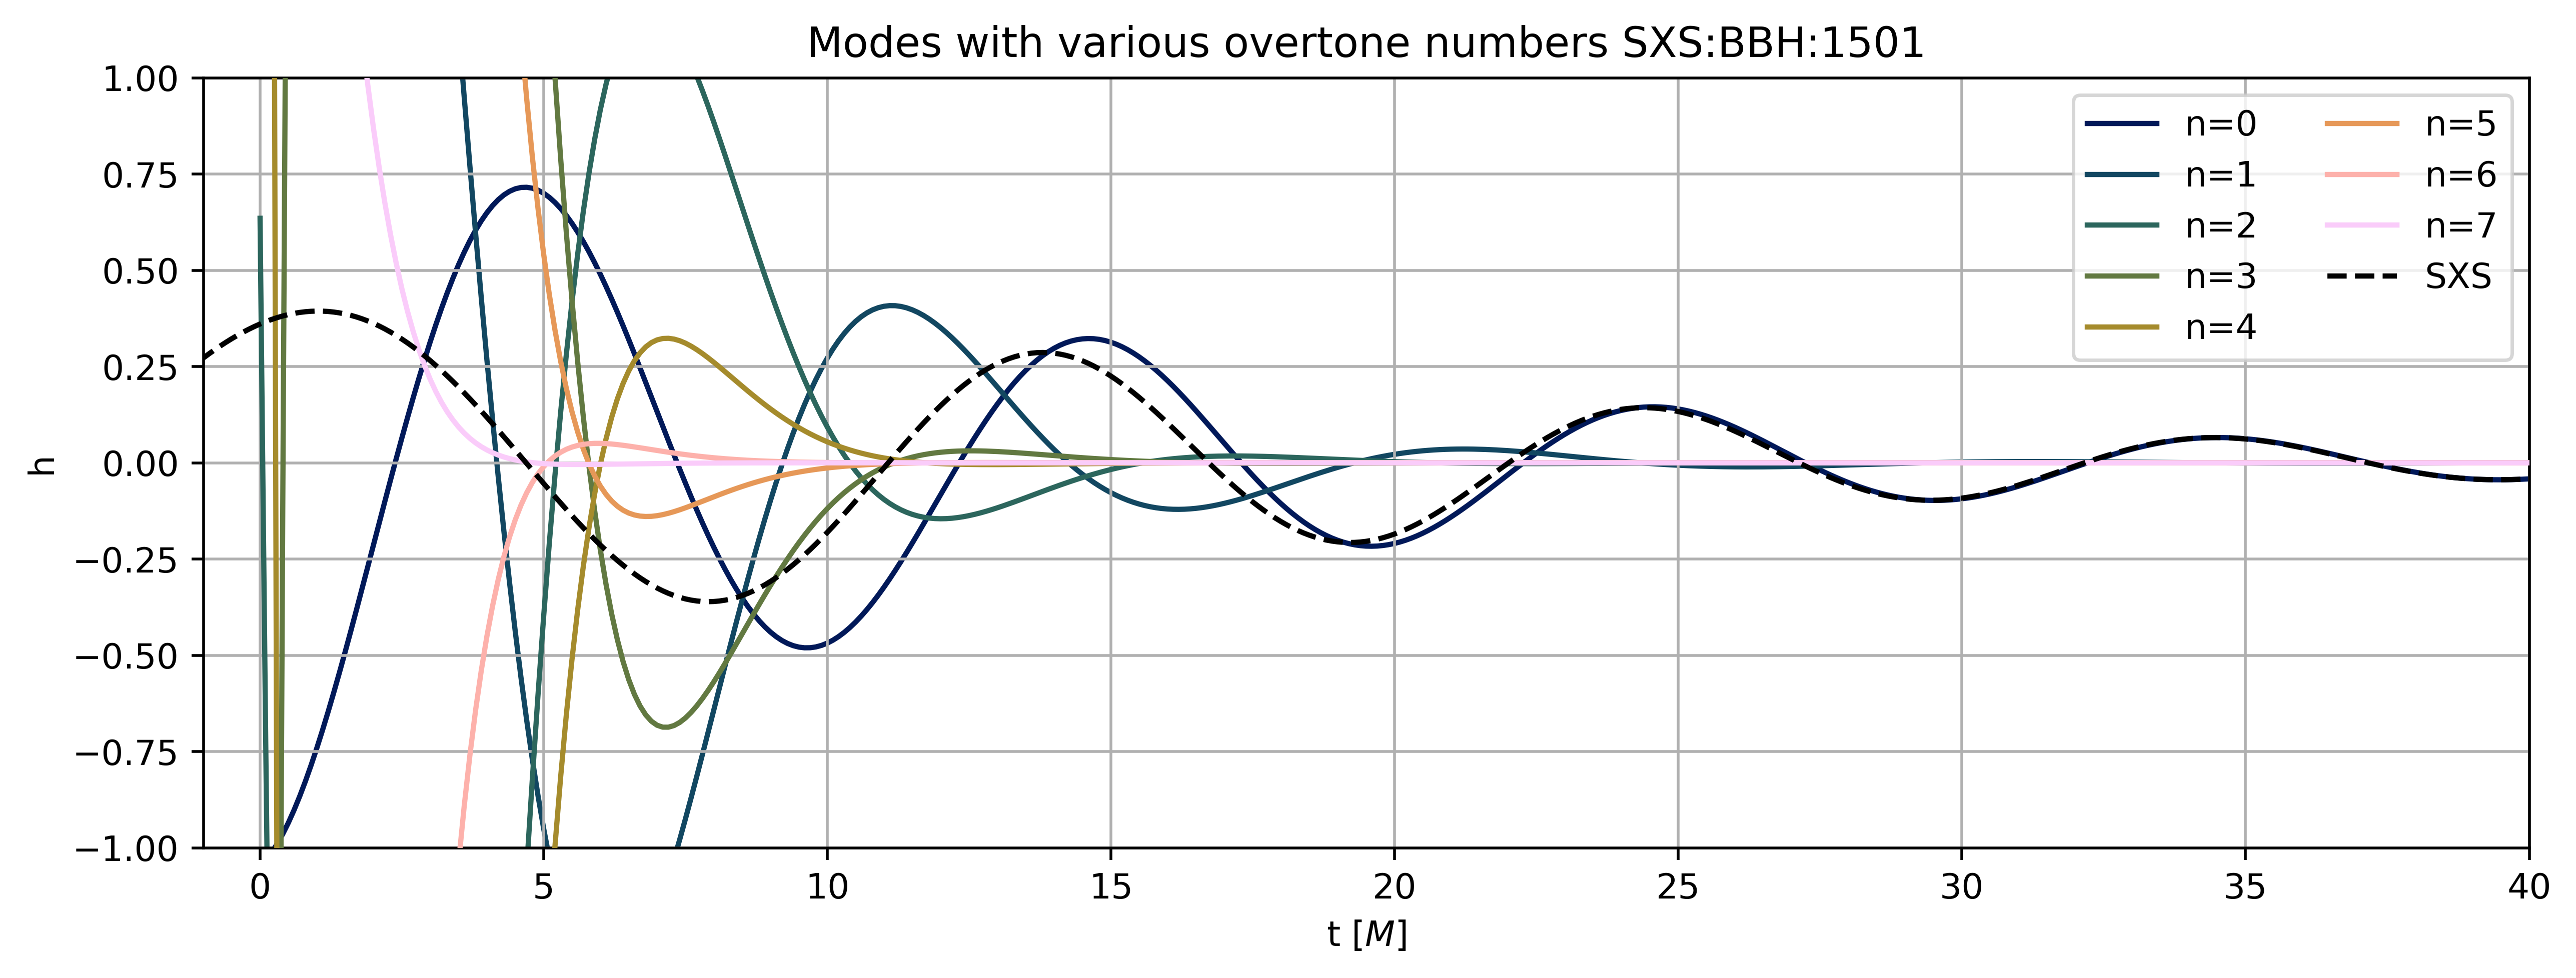 Modes with various overtone numbers SXS:BBH:1501
h
1.00
0.75
0.50
0.25
0.00
−0.25
−0.50
−0.75
−1.00
n=0
n=1
n=2
n=3
n=4
n=5
n=6
n=7
SXS
0 5 10 15 20 25 30 35 40
t [M]